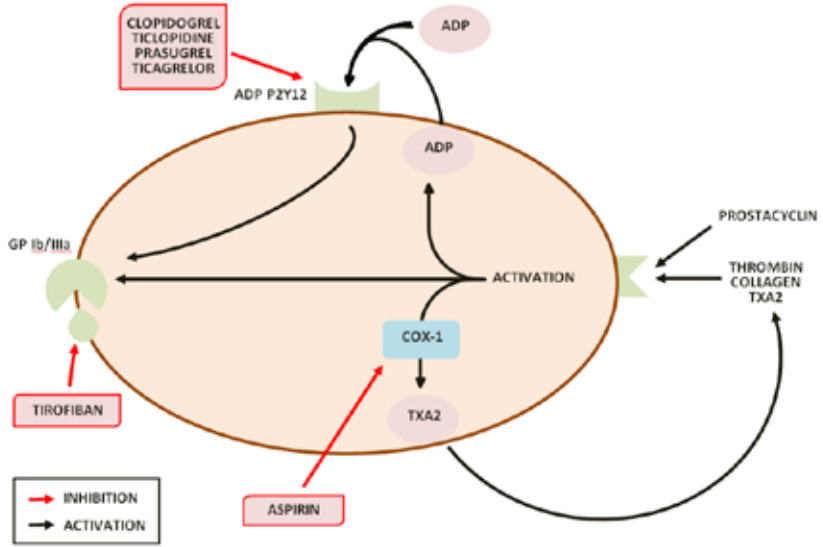 CLOPIDOGREL
TICLOPIDINE
PRASUGREL
TICAGRELOR
ADP
ADP P2Y12
ADP
GP Ib/IIIa
PROSTACYCLIN
ACTIVATION
THROMBIN
COLLAGEN
TXA2
COX-1
TIROFIBAN
TXA2
ASPIRIN
INHIBITION
ACTIVATION